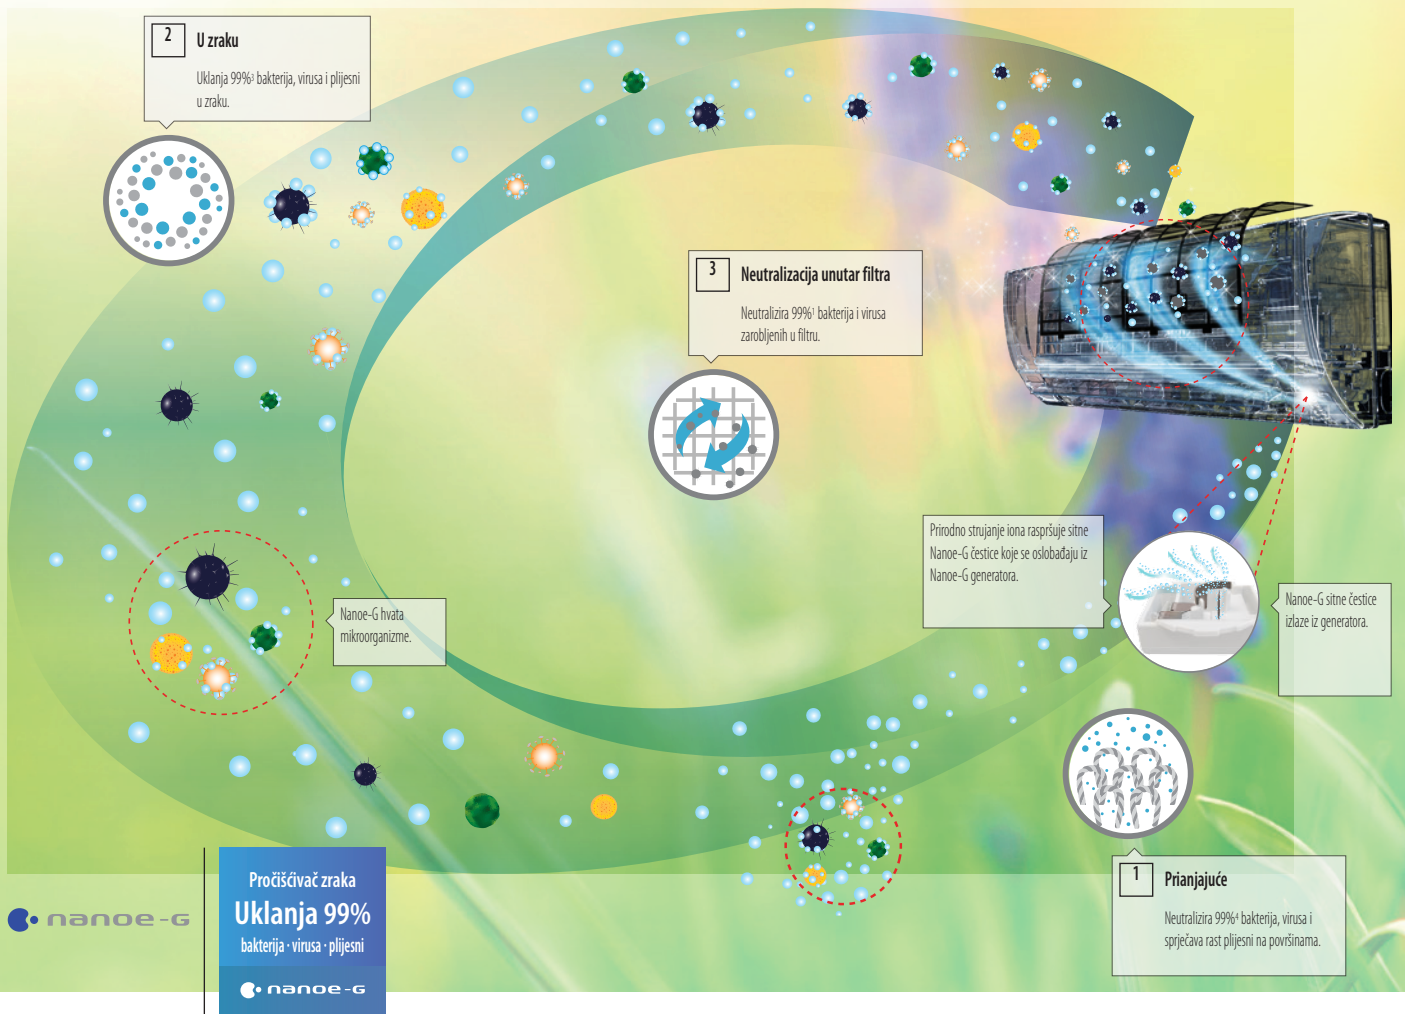 2
U zraku
Uklanja 99%³ bakterija, virusa i plijesni
u zraku.
3
Neutralizacija unutar filtra
Neutralizira 99%¹ bakterija i virusa
zarobljenih u filtru.
Prirodno strujanje iona raspršuje sitne
Nanoe-G čestice koje se oslobađaju iz
Nanoe-G generatora.
Nanoe-G sitne čestice
izlaze iz generatora.
Nanoe-G hvata
mikroorganizme.
1
Prianjajuće
Neutralizira 99%⁴ bakterija, virusa i
sprječava rast plijesni na površinama.
nanoe-G
Pročišćivač zraka
Uklanja 99%
bakterija · virusa · plijesni
nanoe-G